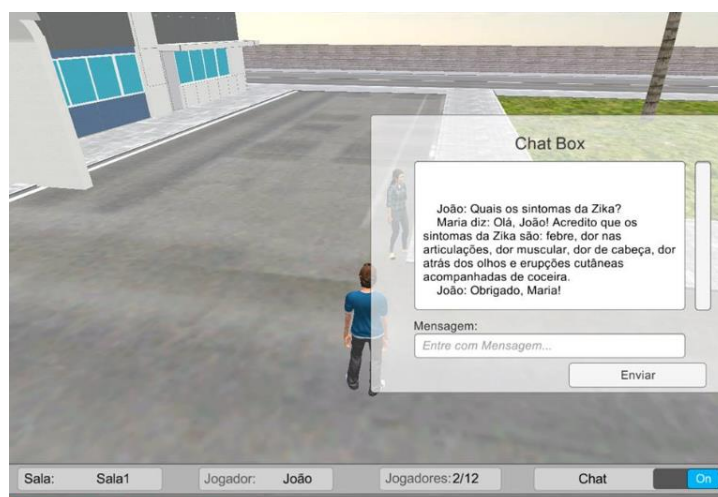 Chat Box
João: Quais os sintomas da Zika?
Maria diz: Olá, João! Acredito que os
sintomas da Zika são: febre, dor nas
articulações, dor muscular, dor de cabeça, dor
atrás dos olhos e erupções cutâneas
acompanhadas de coceira.
João: Obrigado, Maria!
Mensagem:
Entre com Mensagem...
Enviar
Sala: Sala1 Jogador: João Jogadores:2/12 Chat On